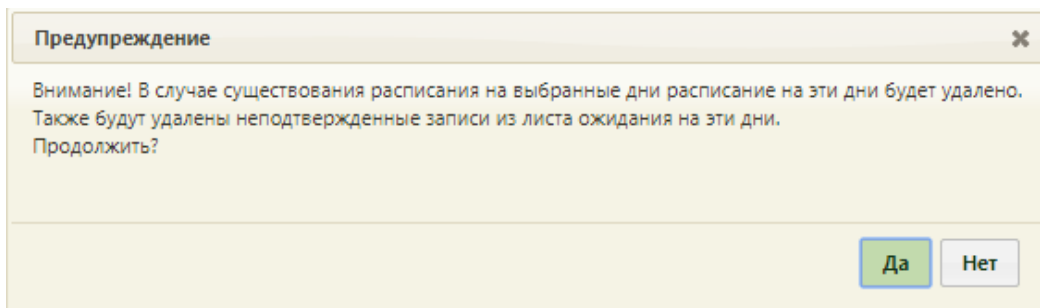 Предупреждение
Внимание! В случае существования расписания на выбранные дни расписание на эти дни будет удалено.
Также будут удалены неподтвержденные записи из листа ожидания на эти дни.
Продолжить?
Да
Нет